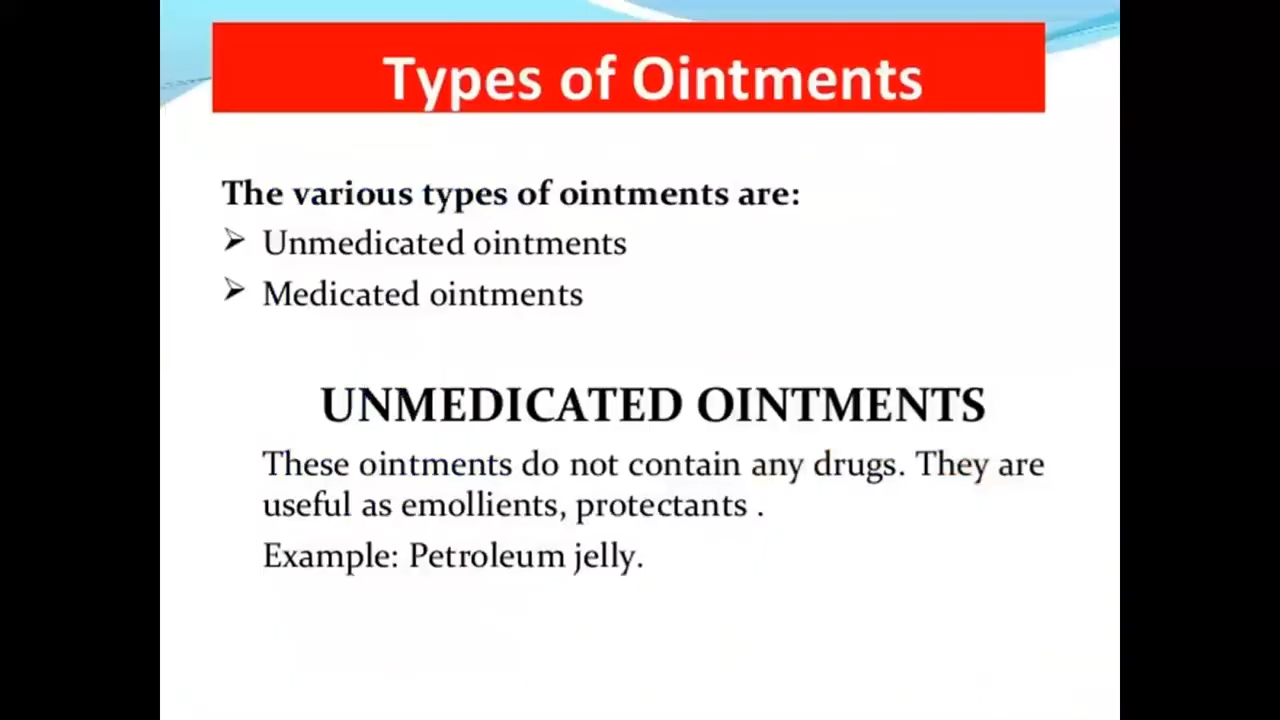 Types of Ointments
The various types of ointments are:
➢ Unmedicated ointments
➢ Medicated ointments
UNMEDICATED OINTMENTS
These ointments do not contain any drugs. They are
useful as emollients, protectants .
Example: Petroleum jelly.